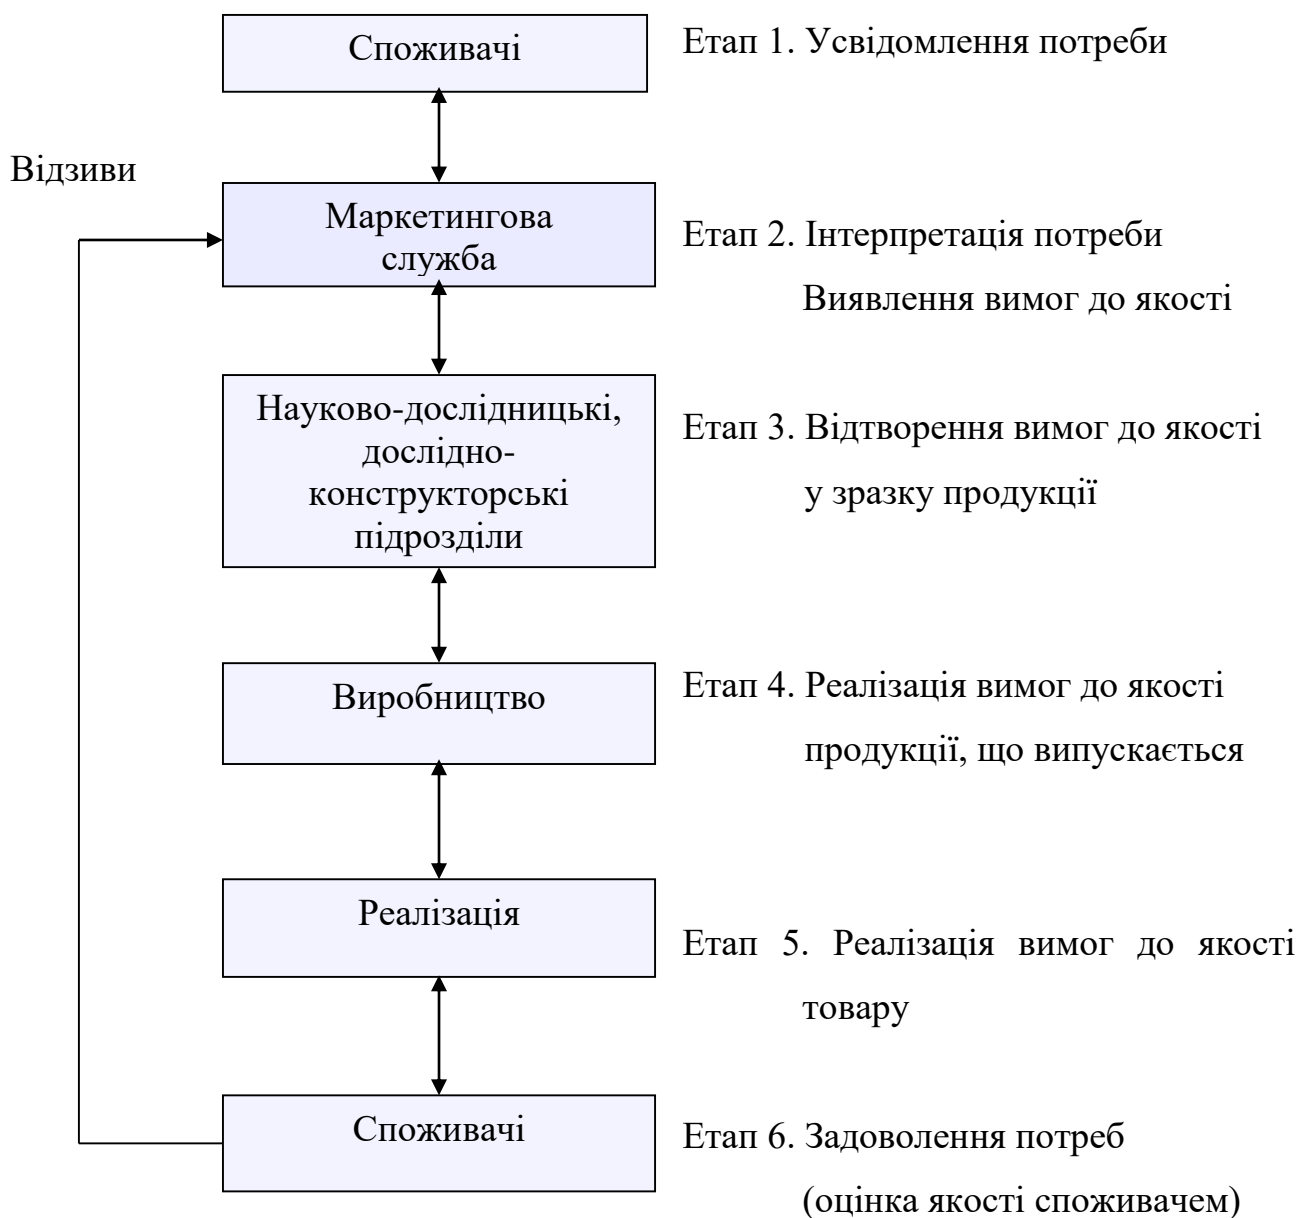 Споживачі
Етап 1. Усвідомлення потреби
Відзиви
Маркетингова
служба
Етап 2. Інтерпретація потреби
Виявлення вимог до якості
Науково-дослідницькі,
дослідно-
конструкторські
підрозділи
Етап 3. Відтворення вимог до якості
у зразку продукції
Виробництво
Етап 4. Реалізація вимог до якості
продукції, що випускається
Реалізація
Етап 5. Реалізація вимог до якості
товару
Споживачі
Етап 6. Задоволення потреб
(оцінка якості споживачем)